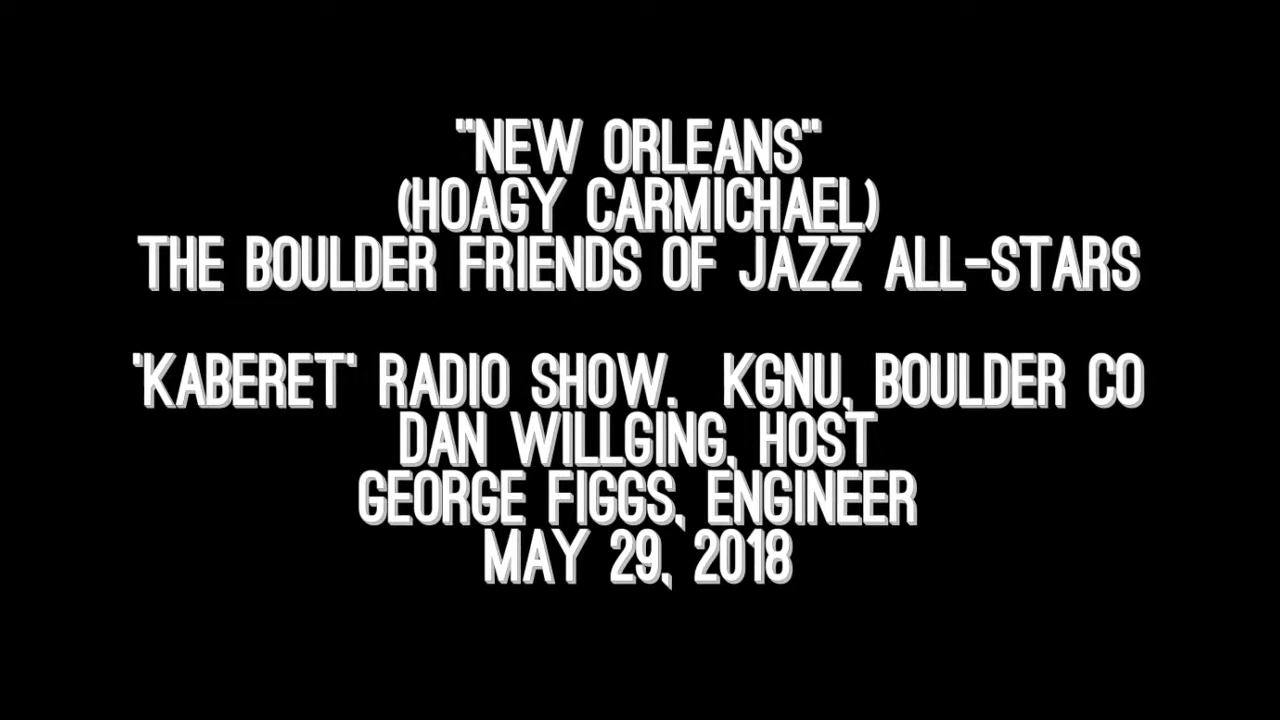 "NEW ORLEANS"
(HOAGY CARMICHAEL)
THE BOULDER FRIENDS OF JAZZ ALL-STARS
'KABERET' RADIO SHOW.  KGNU, BOULDER CO
DAN WILLGING, HOST
GEORGE FIGGS, ENGINEER
MAY 29, 2018